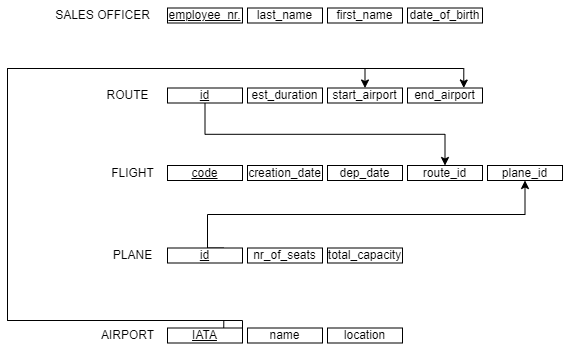 SALES OFFICER employee_nr. last_name first_name date_of_birth
ROUTE id est_duration start_airport end_airport
FLIGHT code creation_date dep_date route_id plane_id
PLANE id nr_of_seats total_capacity
AIRPORT IATA name location